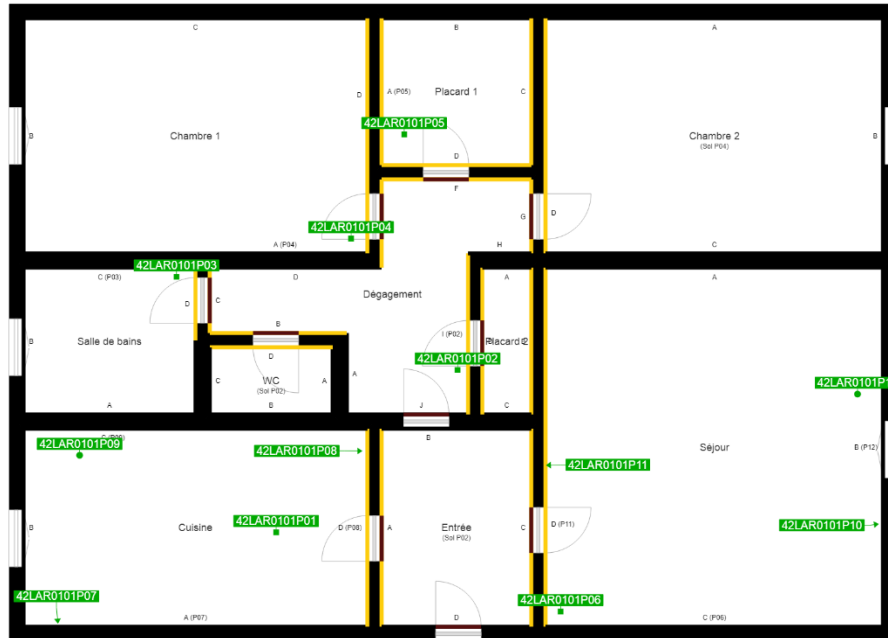 C
B
A
D
A (P05)
Placard 1
C
42LAR0101P05
B
Chambre 1
Chambre 2
(Sol P04)
B
D
F
G
D
42LAR0101P04
A (P04)
H
C
42LAR0101P03
C (P03)
D
A
A
D
C
Dégagement
B
I (P02)
Placard 2
B
Salle de bains
D
42LAR0101P02
C
WC
A
A
(Sol P02)
A
B
J
C
42LAR0101P1
B
42LAR0101P09
42LAR0101P08
Séjour
B (P12)
42LAR0101P11
42LAR0101P01
B
Cuisine
D (P08)
A
Entrée
(Sol P02)
C
D (P11)
42LAR0101P10
42LAR0101P07
A (P07)
D
42LAR0101P06
C (P06)